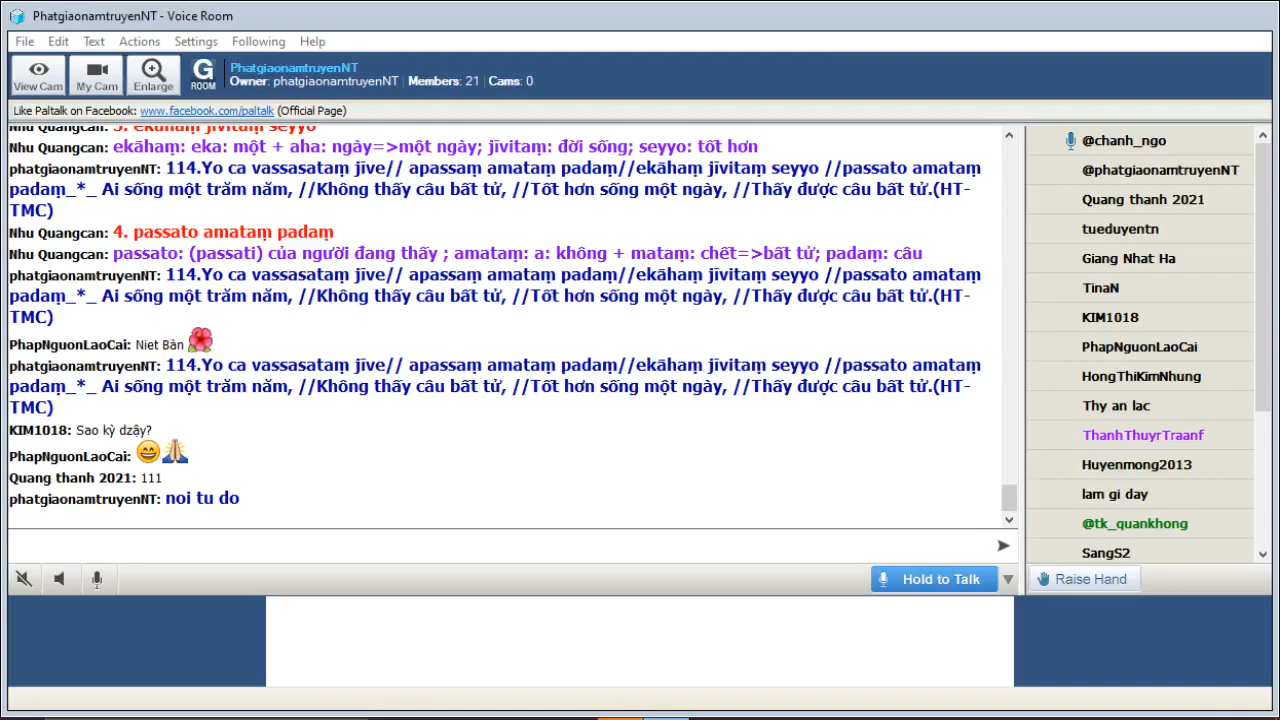 PhatgiaonamtruyenNT - Voice Room
File Edit Text Actions Settings Following Help
View Cam My Cam Enlarge G ROOM
PhatgiaonamtruyenNT
Owner: phatgiaonamtruyenNT Members: 21 Cams: 0
Like Paltalk on Facebook: www.facebook.com/paltalk (Official Page)
Nhu Quangcan: 3. ekāhaṃ jīvitaṃ seyyo
Nhu Quangcan: ekāhaṃ: eka: một + aha: ngày=>một ngày; jīvitaṃ: đời sống; seyyo: tốt hơn
phatgiaonamtruyenNT: 114.Yo ca vassasataṃ jīve// apassaṃ amataṃ padaṃ//ekāhaṃ jīvitaṃ seyyo //passato amataṃ
padaṃ_*_ Ai sống một trăm năm, //Không thấy câu bất tử, //Tốt hơn sống một ngày, //Thấy được câu bất tử.(HT-
TMC)
Nhu Quangcan: 4. passato amataṃ padaṃ
Nhu Quangcan: passato: (passati) của người đang thấy ; amataṃ: a: không + mataṃ: chết=>bất tử; padaṃ: câu
phatgiaonamtruyenNT: 114.Yo ca vassasataṃ jīve// apassaṃ amataṃ padaṃ//ekāhaṃ jīvitaṃ seyyo //passato amataṃ
padaṃ_*_ Ai sống một trăm năm, //Không thấy câu bất tử, //Tốt hơn sống một ngày, //Thấy được câu bất tử.(HT-
TMC)
PhapNguonLaoCai: Niet Bàn
phatgiaonamtruyenNT: 114.Yo ca vassasataṃ jīve// apassaṃ amataṃ padaṃ//ekāhaṃ jīvitaṃ seyyo //passato amataṃ
padaṃ_*_ Ai sống một trăm năm, //Không thấy câu bất tử, //Tốt hơn sống một ngày, //Thấy được câu bất tử.(HT-
TMC)
KIM1018: Sao kỳ dzậy?
PhapNguonLaoCai:
Quang thanh 2021: 111
phatgiaonamtruyenNT: noi tu do
@chanh_ngo
@phatgiaonamtruyenNT
Quang thanh 2021
tueduyentn
Giang Nhat Ha
TinaN
KIM1018
PhapNguonLaoCai
HongThiKimNhung
Thy an lac
ThanhThuyrTraanf
Huyenmong2013
lam gi day
@tk_quankhong
SangS2
Hold to Talk
Raise Hand